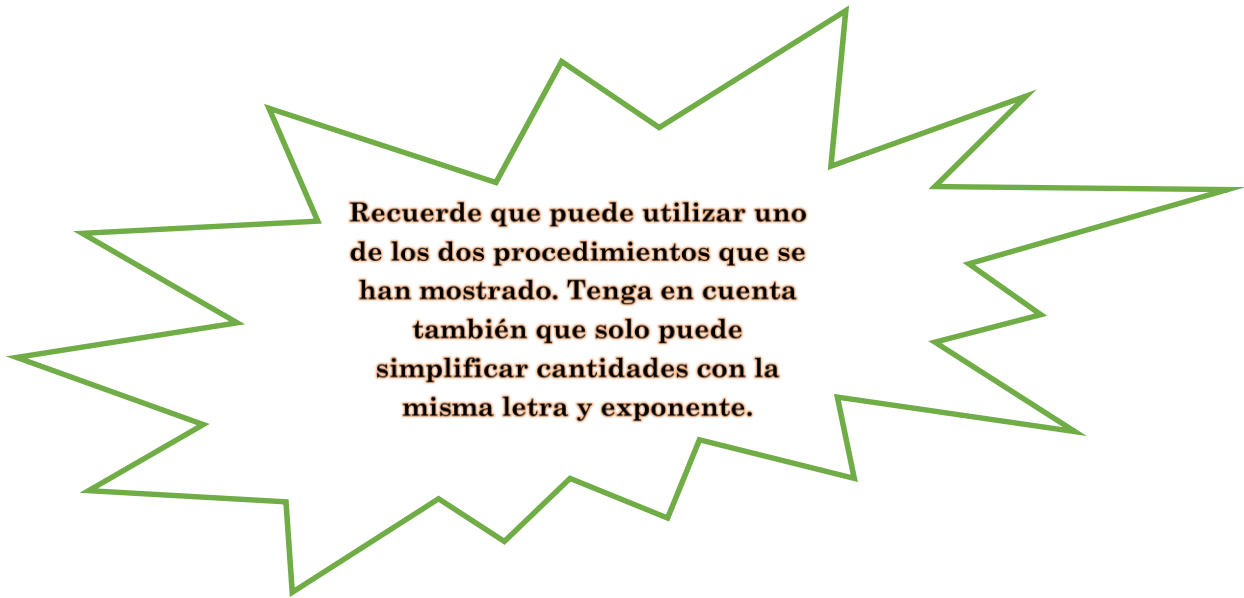 Recuerde que puede utilizar uno
de los dos procedimientos que se
han mostrado. Tenga en cuenta
también que solo puede
simplificar cantidades con la
misma letra y exponente.